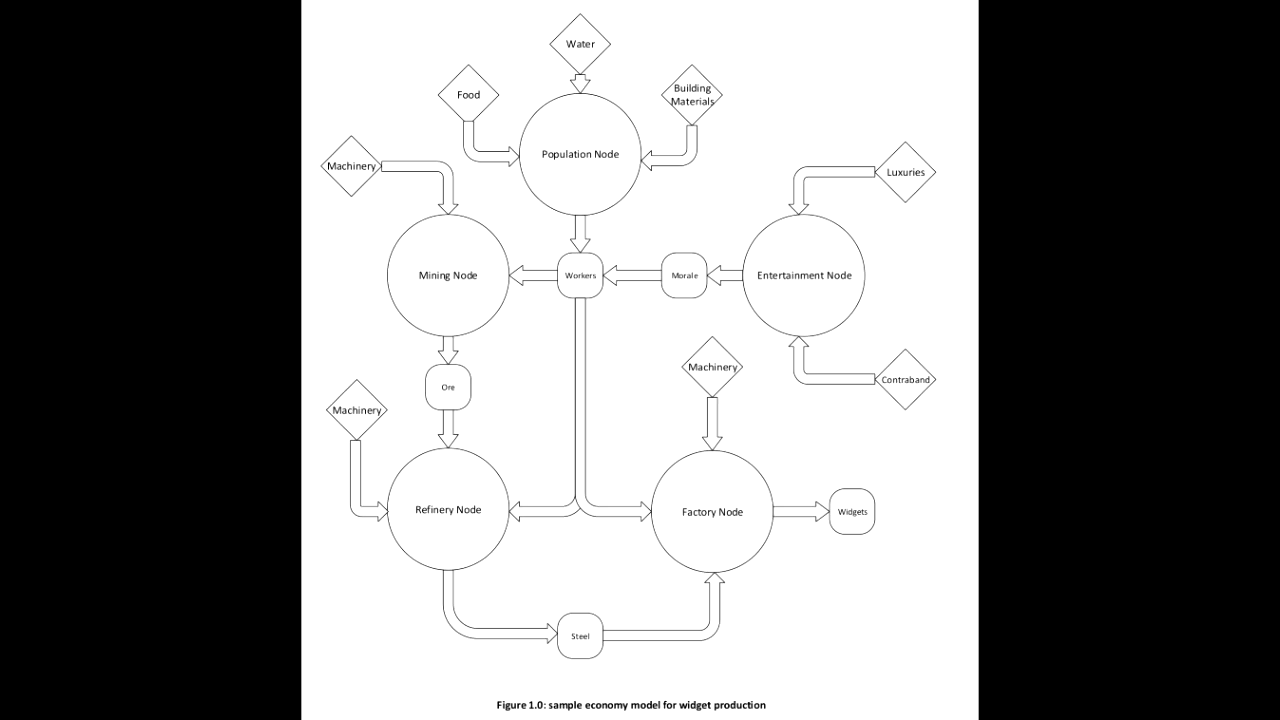 Water
Food
Building
Materials
Population Node
Machinery
Luxuries
Mining Node
Workers
Morale
Entertainment Node
Machinery
Contraband
Ore
Machinery
Refinery Node
Factory Node
Widgets
Steel
Figure 1.0: sample economy model for widget production